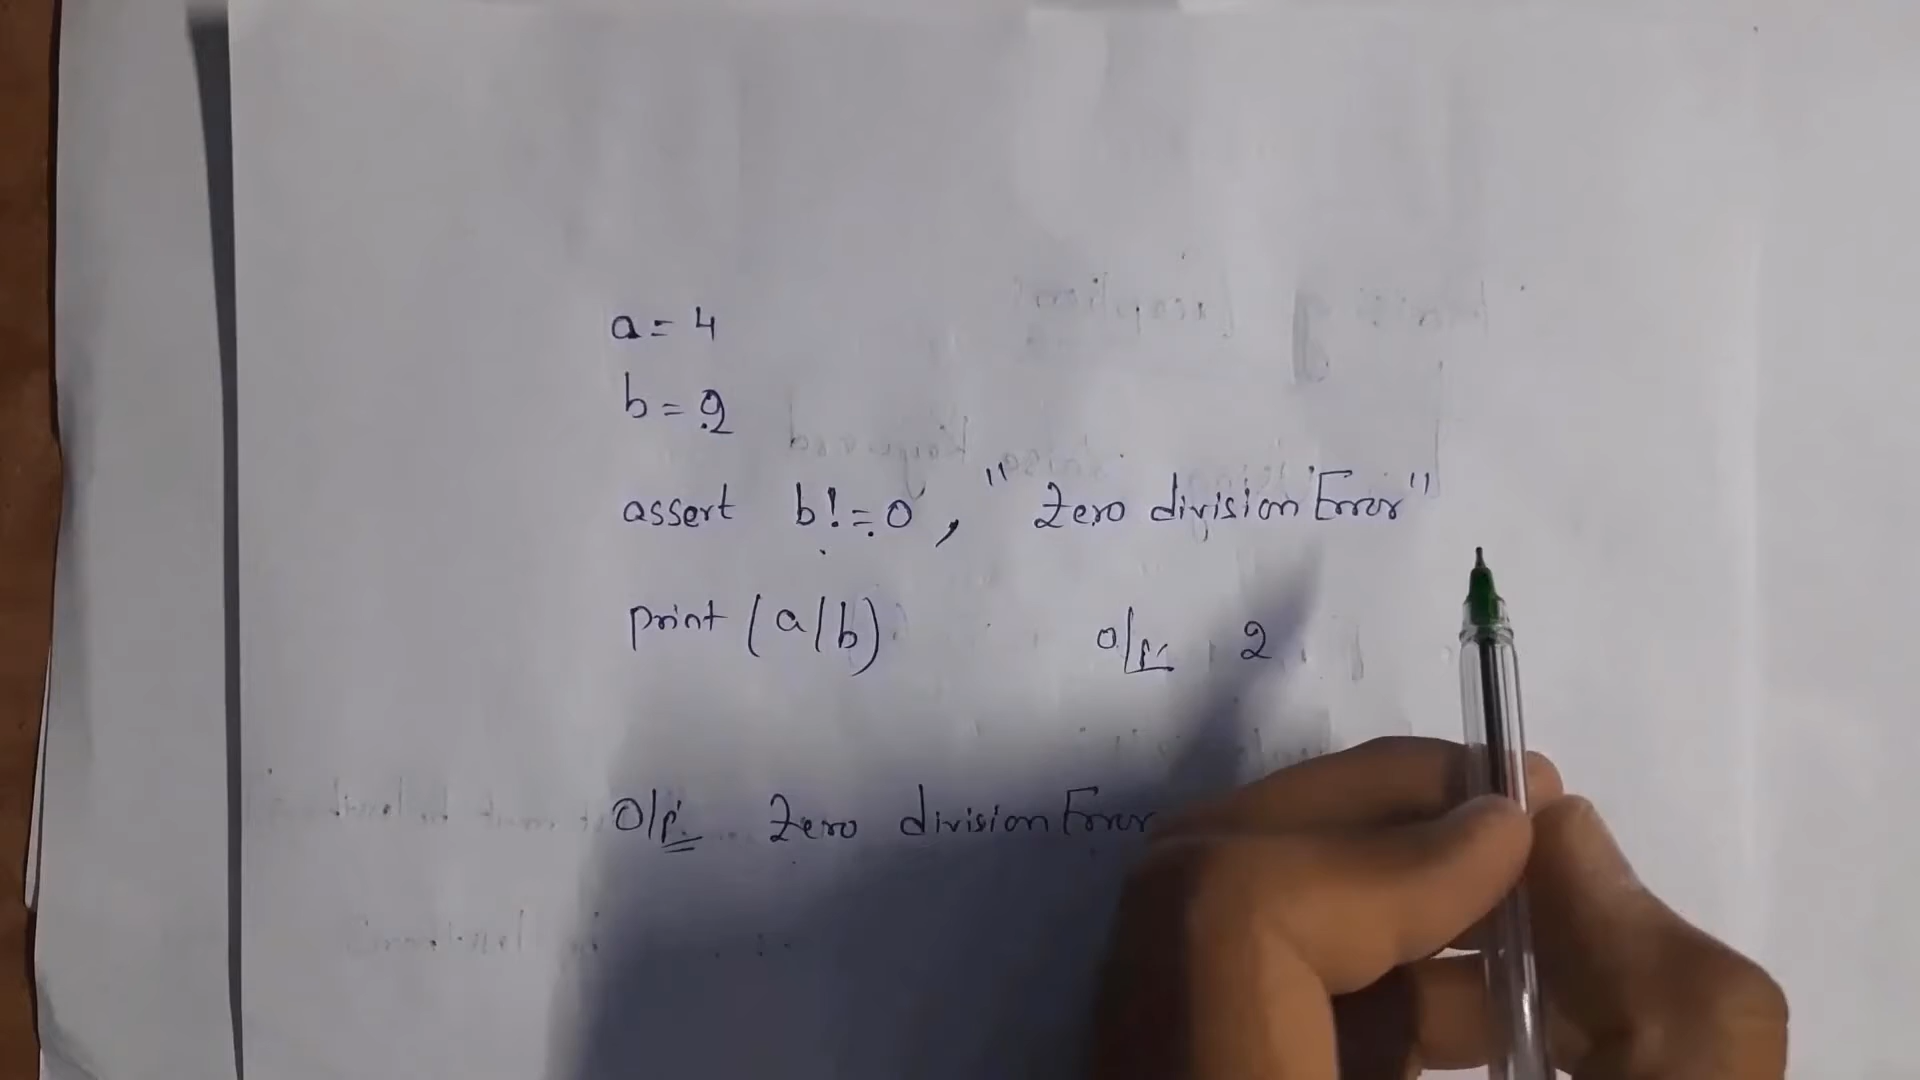 a = 4
b = 2
assert b! = 0, "Zero division Error"
print (a/b)
O/P 2
O/P Zero division Error